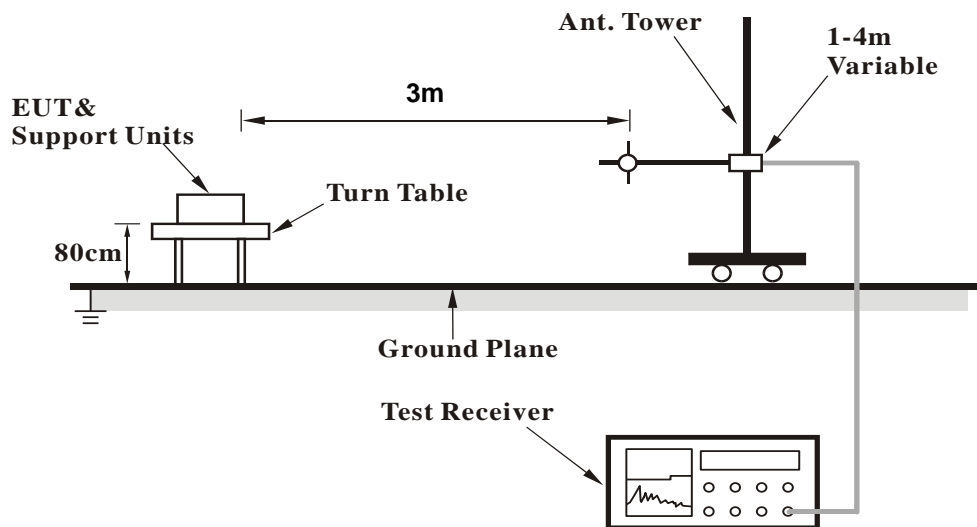 Ant. Tower
1-4m
Variable
3m
EUT&
Support Units
Turn Table
80cm
Ground Plane
Test Receiver